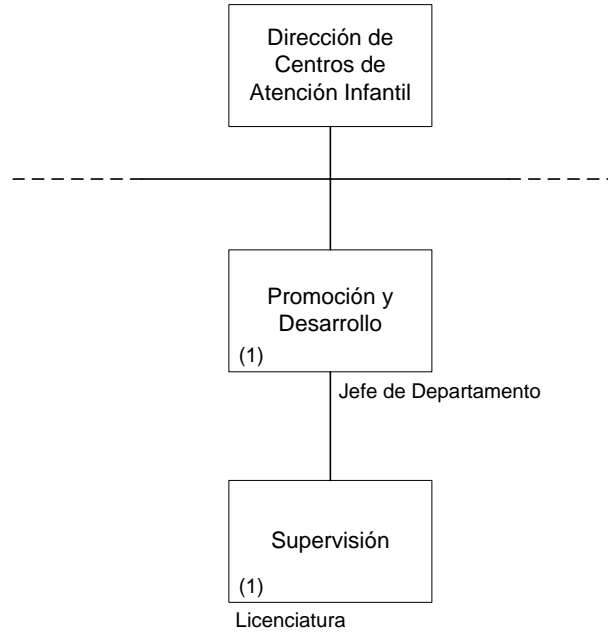 Dirección de
Centros de
Atención Infantil
Promoción y
Desarrollo
(1)
Jefe de Departamento
Supervisión
(1)
Licenciatura